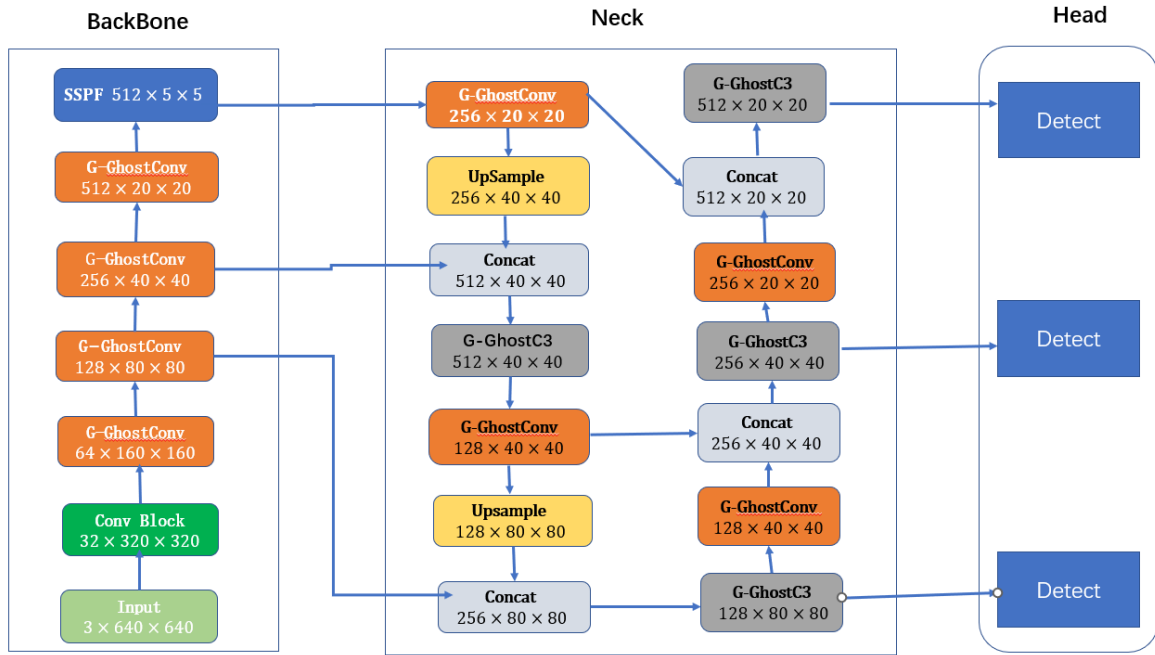 BackBone
SSPF 512 × 5 × 5
G-GhostConv
512 × 20 × 20
G-GhostConv
256 × 40 × 40
G-GhostConv
128 × 80 × 80
G-GhostConv
64 × 160 × 160
Conv Block
32 × 320 × 320
Input
3 × 640 × 640
Neck
G-GhostConv
256 × 20 × 20
UpSample
256 × 40 × 40
Concat
512 × 40 × 40
G-GhostC3
512 × 40 × 40
G-GhostConv
128 × 40 × 40
Upsample
128 × 80 × 80
Concat
256 × 80 × 80
G-GhostC3
512 × 20 × 20
Concat
512 × 20 × 20
G-GhostConv
256 × 20 × 20
G-GhostC3
256 × 40 × 40
Concat
256 × 40 × 40
G-GhostConv
128 × 40 × 40
G-GhostC3
128 × 80 × 80
Head
Detect
Detect
Detect